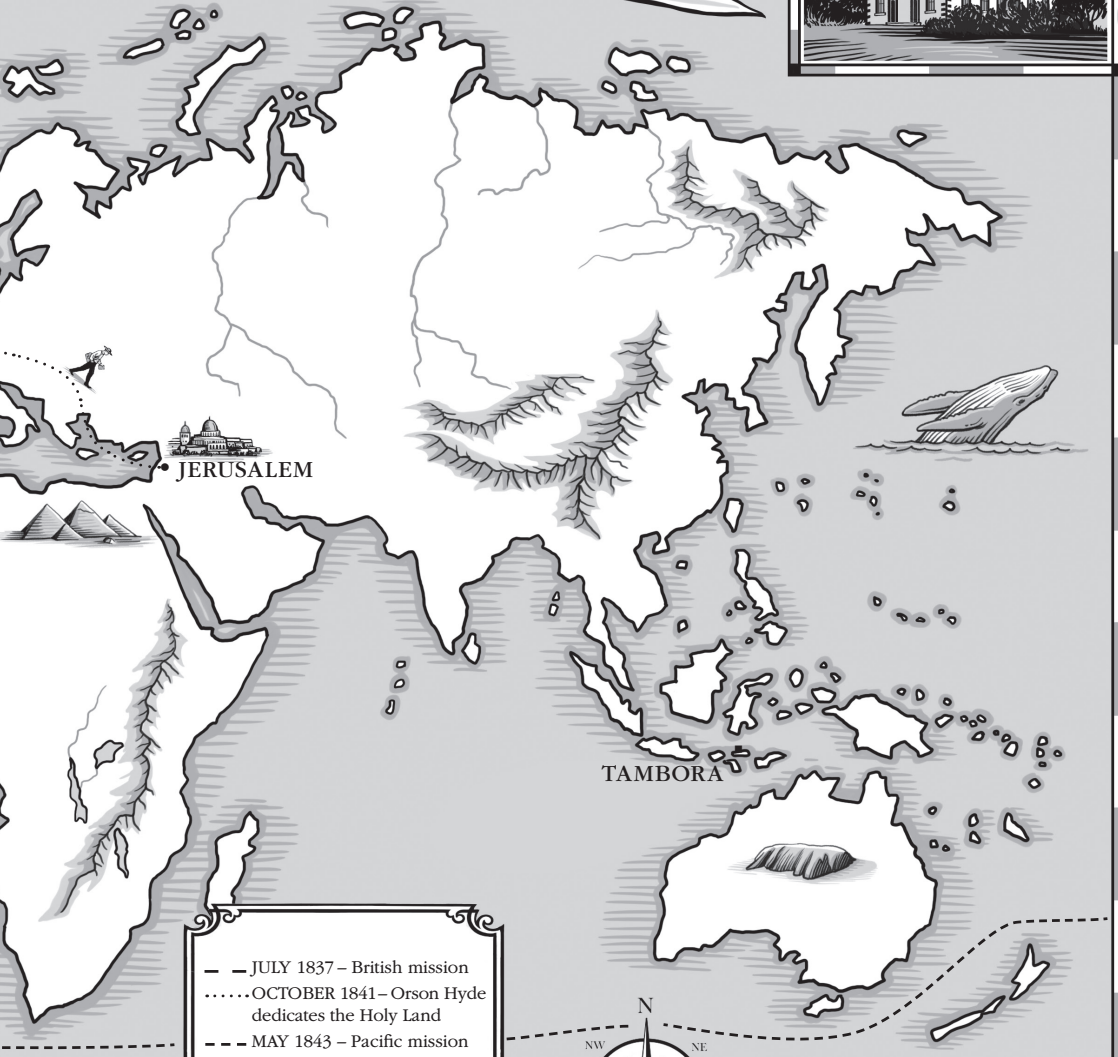 JERUSALEM
TAMBORA
JULY 1837 – British mission
OCTOBER 1841 – Orson Hyde
dedicates the Holy Land
MAY 1843 – Pacific mission
N
NW
NE